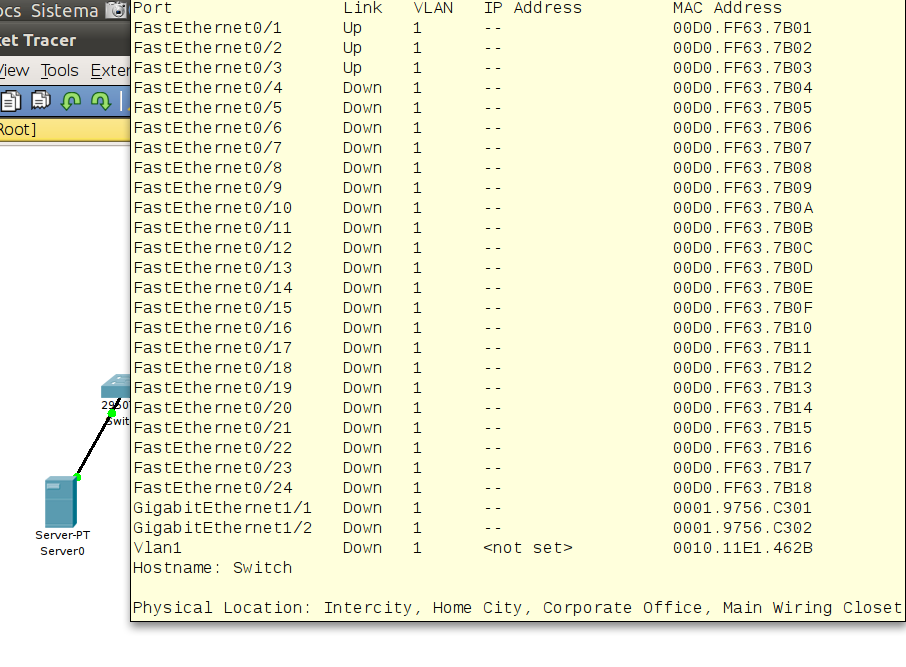 ocs Sistema
et Tracer
View Tools Exter
Root]
Port Link VLAN IP Address MAC Address
FastEthernet0/1 Up 1 -- 00D0.FF63.7B01
FastEthernet0/2 Up 1 -- 00D0.FF63.7B02
FastEthernet0/3 Up 1 -- 00D0.FF63.7B03
FastEthernet0/4 Down 1 -- 00D0.FF63.7B04
FastEthernet0/5 Down 1 -- 00D0.FF63.7B05
FastEthernet0/6 Down 1 -- 00D0.FF63.7B06
FastEthernet0/7 Down 1 -- 00D0.FF63.7B07
FastEthernet0/8 Down 1 -- 00D0.FF63.7B08
FastEthernet0/9 Down 1 -- 00D0.FF63.7B09
FastEthernet0/10 Down 1 -- 00D0.FF63.7B0A
FastEthernet0/11 Down 1 -- 00D0.FF63.7B0B
FastEthernet0/12 Down 1 -- 00D0.FF63.7B0C
FastEthernet0/13 Down 1 -- 00D0.FF63.7B0D
FastEthernet0/14 Down 1 -- 00D0.FF63.7B0E
FastEthernet0/15 Down 1 -- 00D0.FF63.7B0F
FastEthernet0/16 Down 1 -- 00D0.FF63.7B10
FastEthernet0/17 Down 1 -- 00D0.FF63.7B11
FastEthernet0/18 Down 1 -- 00D0.FF63.7B12
FastEthernet0/19 Down 1 -- 00D0.FF63.7B13
FastEthernet0/20 Down 1 -- 00D0.FF63.7B14
FastEthernet0/21 Down 1 -- 00D0.FF63.7B15
FastEthernet0/22 Down 1 -- 00D0.FF63.7B16
FastEthernet0/23 Down 1 -- 00D0.FF63.7B17
FastEthernet0/24 Down 1 -- 00D0.FF63.7B18
GigabitEthernet1/1 Down 1 -- 0001.9756.C301
GigabitEthernet1/2 Down 1 -- 0001.9756.C302
Vlan1 Down 1 <not set> 0010.11E1.462B
Hostname: Switch
Physical Location: Intercity, Home City, Corporate Office, Main Wiring Closet
2950
Swit
Server-PT
Server0